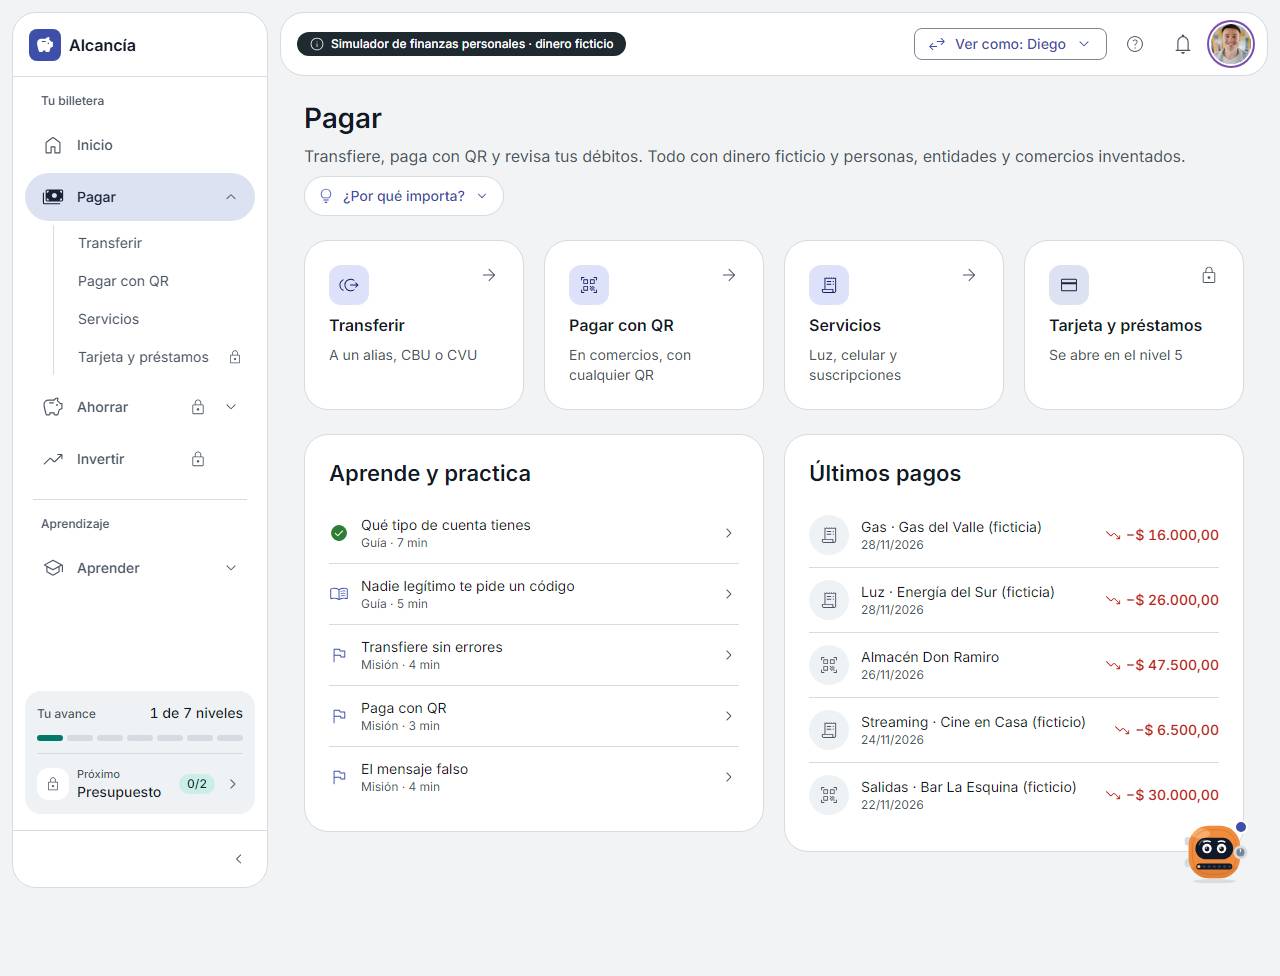 Alcancía
Tu billetera
Inicio
Pagar
Transferir
Pagar con QR
Servicios
Tarjeta y préstamos
Ahorrar
Invertir
Aprendizaje
Aprender
Tu avance
1 de 7 niveles
Próximo
Presupuesto
0/2
Simulador de finanzas personales · dinero ficticio
Ver como: Diego
Pagar
Transfiere, paga con QR y revisa tus débitos. Todo con dinero ficticio y personas, entidades y comercios inventados.
¿Por qué importa?
Transferir
A un alias, CBU o CVU
Pagar con QR
En comercios, con
cualquier QR
Servicios
Luz, celular y
suscripciones
Tarjeta y préstamos
Se abre en el nivel 5
Aprende y practica
Qué tipo de cuenta tienes
Guía · 7 min
Nadie legítimo te pide un código
Guía · 5 min
Transfiere sin errores
Misión · 4 min
Paga con QR
Misión · 3 min
El mensaje falso
Misión · 4 min
Últimos pagos
Gas · Gas del Valle (ficticia)
28/11/2026
−$ 16.000,00
Luz · Energía del Sur (ficticia)
28/11/2026
−$ 26.000,00
Almacén Don Ramiro
26/11/2026
−$ 47.500,00
Streaming · Cine en Casa (ficticio)
24/11/2026
−$ 6.500,00
Salidas · Bar La Esquina (ficticio)
22/11/2026
−$ 30.000,00